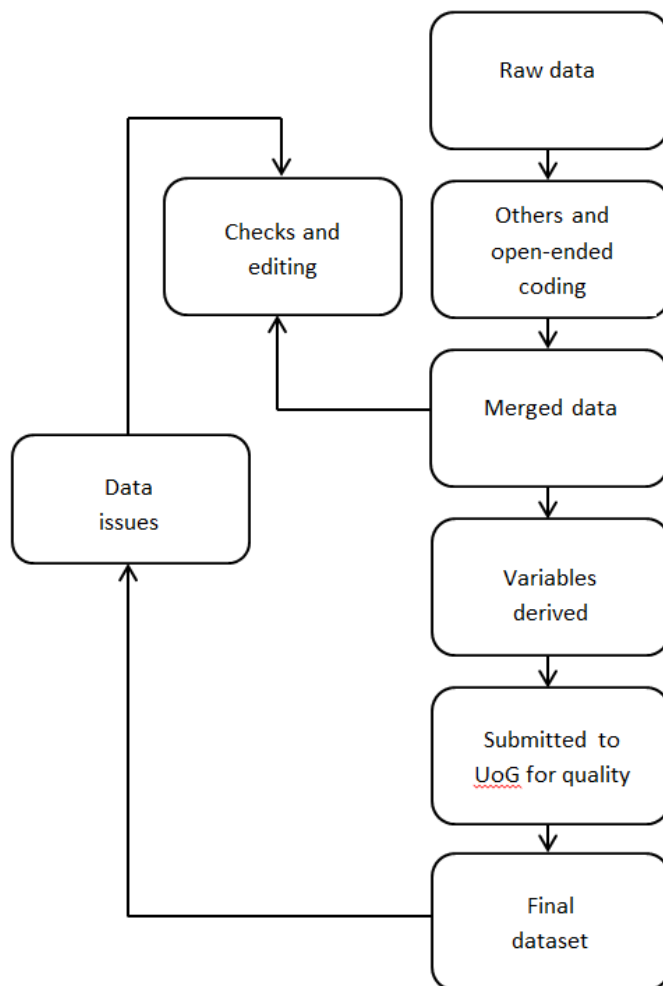 Raw data
Others and
open-ended
coding
Checks and
editing
Merged data
Data
issues
Variables
derived
Submitted to
UoG for quality
Final
dataset